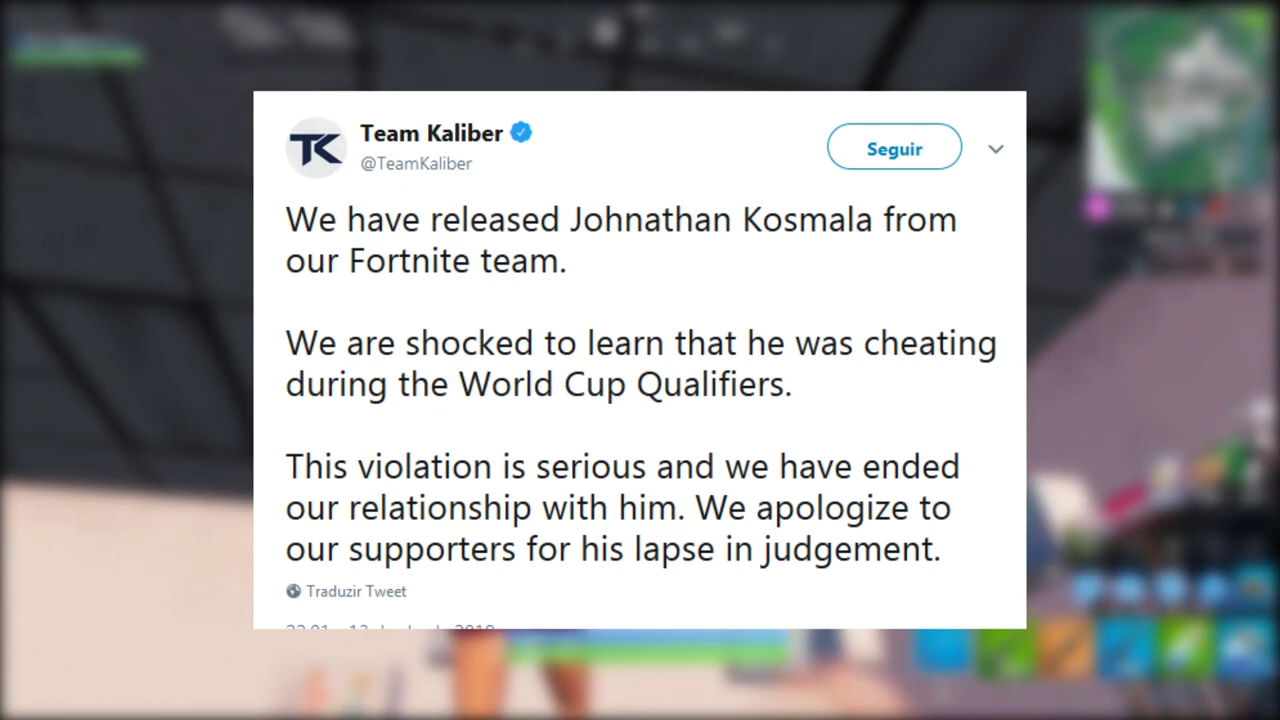 TK
Team Kaliber
@TeamKaliber
Seguir
We have released Johnathan Kosmala from
our Fortnite team.
We are shocked to learn that he was cheating
during the World Cup Qualifiers.
This violation is serious and we have ended
our relationship with him. We apologize to
our supporters for his lapse in judgement.
Traduzir Tweet